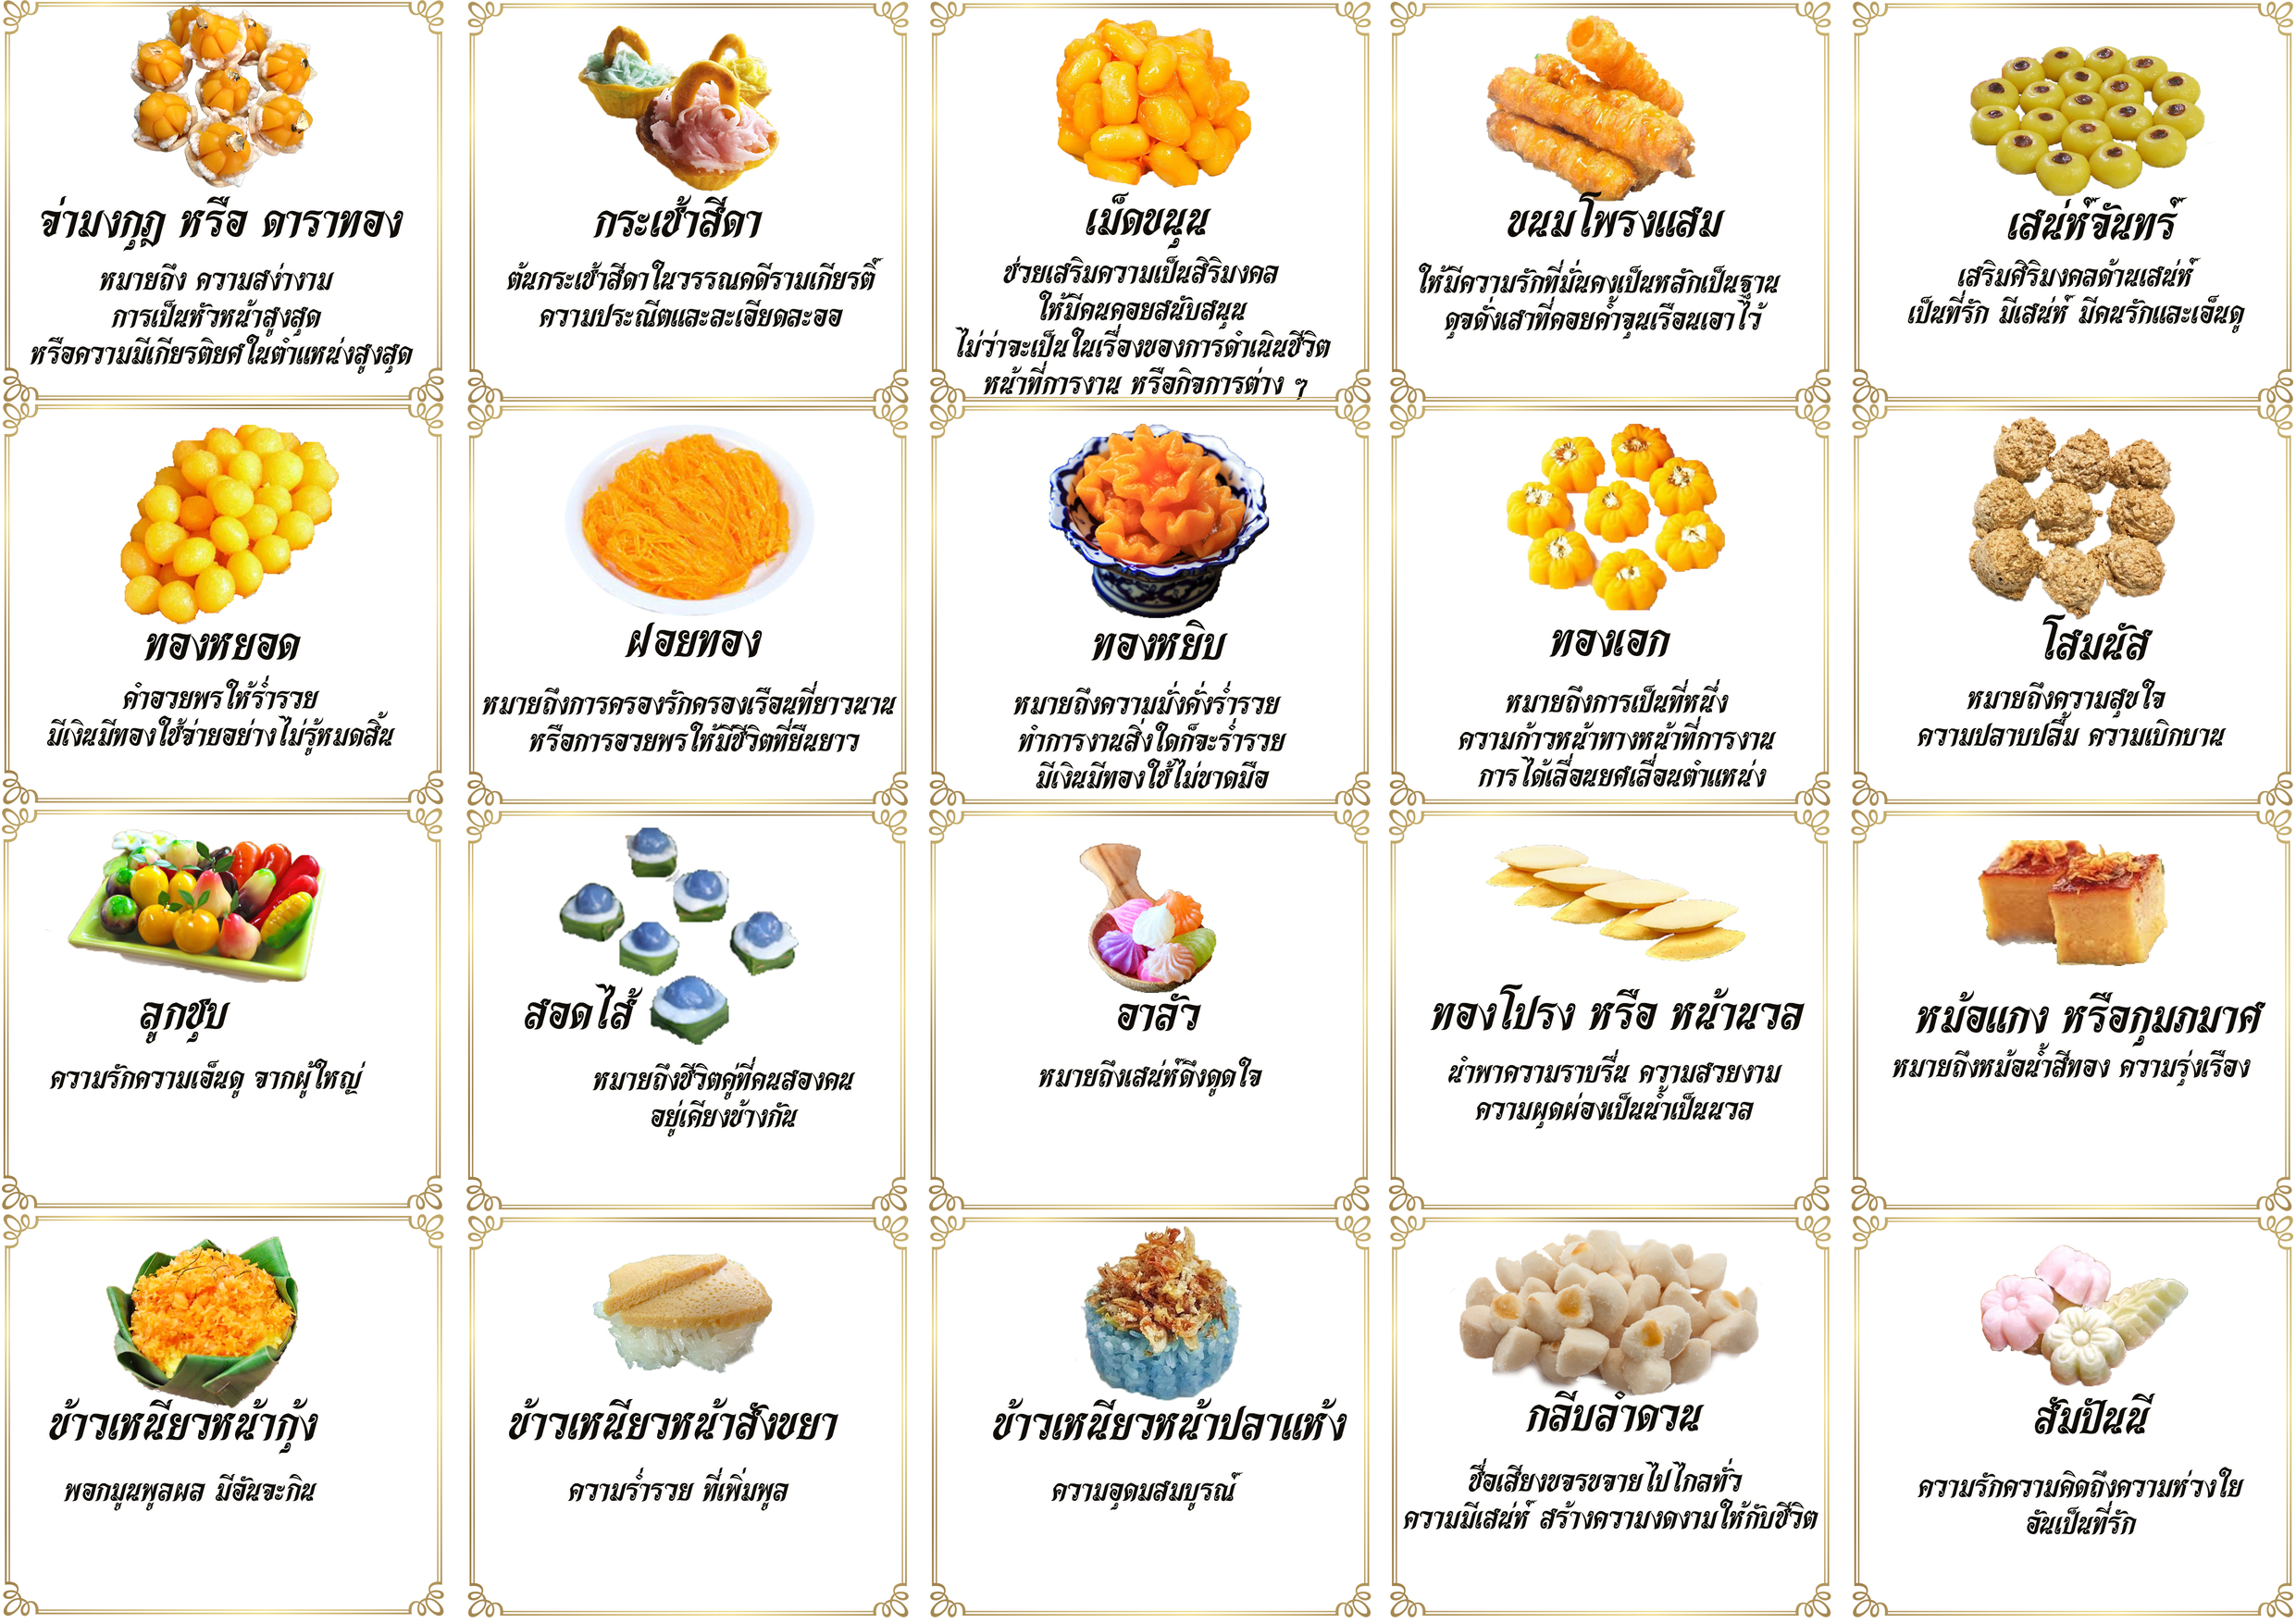 จ่ามงกุฎ หรือ ดาราทอง
หมายถึง ความสง่างาม
การเป็นหัวหน้าสูงสุด
หรือความมีเกียรติยศในตำแหน่งสูงสุด
กระเช้าสีดา
ต้นกระเช้าสีดาในวรรณคดีรามเกียรติ์
ความประณีตและละเอียดละออ
เม็ดขนุน
ช่วยเสริมความเป็นสิริมงคล
ให้มีคนคอยสนับสนุน
ไม่ว่าจะเป็นในเรื่องของการดำเนินชีวิต
หน้าที่การงาน หรือกิจการต่าง ๆ
ขนมโพรงแสม
ให้มีความรักที่มั่นคงเป็นหลักเป็นฐาน
ดุจดั่งเสาที่คอยค้ำจุนเรือนเอาไว้
เสน่ห์จันทร์
เสริมศิริมงคลด้านเสน่ห์
เป็นที่รัก มีเสน่ห์ มีคนรักและเอ็นดู
ทองหยอด
คำอวยพรให้ร่ำรวย
มีเงินมีทองใช้จ่ายอย่างไม่รู้หมดสิ้น
ฝอยทอง
หมายถึงการครองรักครองเรือนที่ยาวนาน
หรือการอวยพรให้มีชีวิตที่ยืนยาว
ทองหยิบ
หมายถึงความมั่งคั่งร่ำรวย
ทำการงานสิ่งใดก็จะร่ำรวย
มีเงินมีทองใช้ไม่ขาดมือ
ทองเอก
หมายถึงการเป็นที่หนึ่ง
ความก้าวหน้าทางหน้าที่การงาน
การได้เลื่อนยศเลื่อนตำแหน่ง
โสมนัส
หมายถึงความสุขใจ
ความปลาบปลื้ม ความเบิกบาน
ลูกชุบ
ความรักความเอ็นดู จากผู้ใหญ่
สอดไส้
หมายถึงชีวิตคู่ที่คนสองคน
อยู่เคียงข้างกัน
อาลัว
หมายถึงเสน่ห์ดึงดูดใจ
ทองโปรง หรือ หน้านวล
นำพาความราบรื่น ความสวยงาม
ความผุดผ่องเป็นน้ำเป็นนวล
หม้อแกง หรือกุมภมาศ
หมายถึงหม้อน้ำสีทอง ความรุ่งเรือง
ข้าวเหนียวหน้ากุ้ง
พอกมูนพูลผล มีอันจะกิน
ข้าวเหนียวหน้าสังขยา
ความร่ำรวย ที่เพิ่มพูล
ข้าวเหนียวหน้าปลาแห้ง
ความอุดมสมบูรณ์
กลีบลำดวน
ชื่อเสียงขจรขจายไปไกลทั่ว
ความมีเสน่ห์ สร้างความงดงามให้กับชีวิต
สัมปันนี
ความรักความคิดถึงความห่วงใย
อันเป็นที่รัก